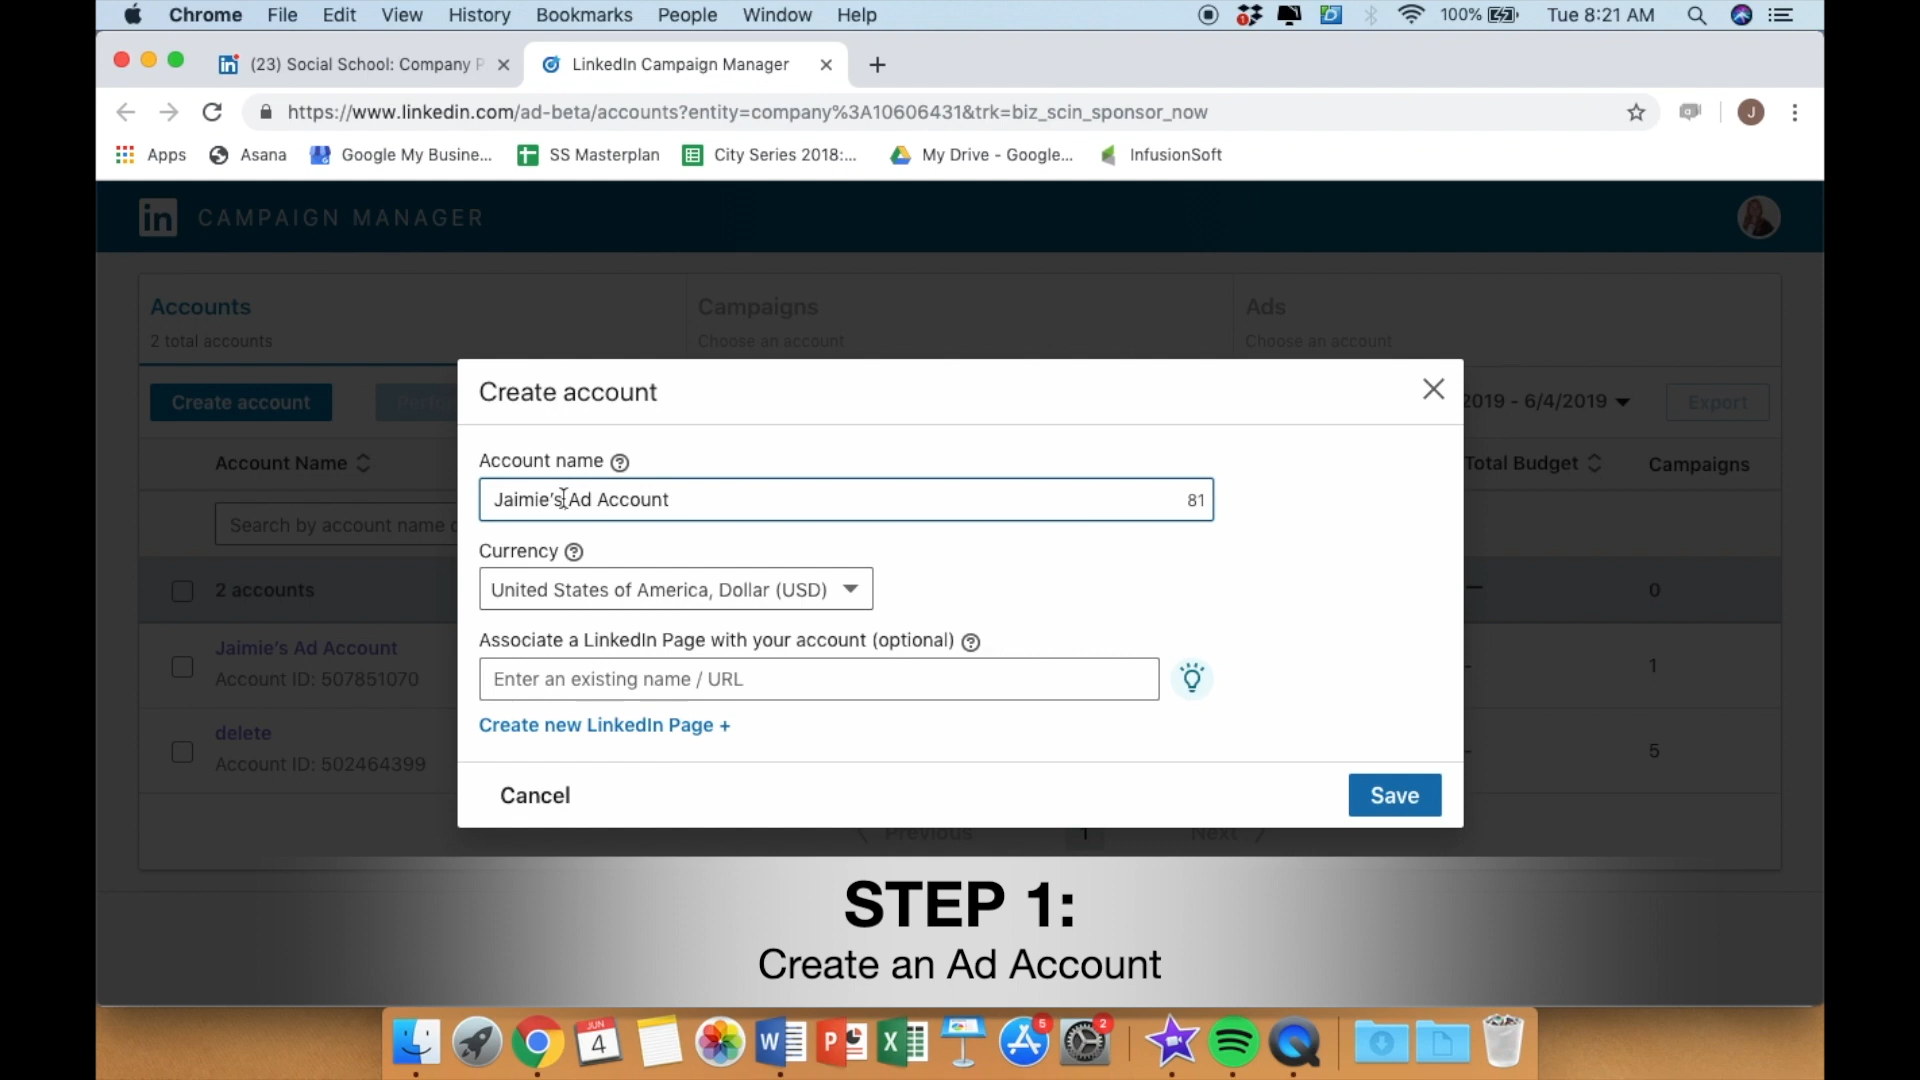 Chrome File Edit View History Bookmarks People Window Help
1 100% Tue 8:21 AM
in (23) Social School: Company P
LinkedIn Campaign Manager
https://www.linkedin.com/ad-beta/accounts?entity=company%3A10606431&trk=biz_scin_sponsor_now
J
Apps Asana Google My Busine... SS Masterplan City Series 2018:... My Drive - Google... InfusionSoft
in CAMPAIGN MANAGER
Accounts Campaigns Ads
2 total accounts Choose an account Choose an account
Create account 2019 - 6/4/2019 Export
Account Name Total Budget Campaigns
Search by account name
2 accounts — 0
Jaimie's Ad Account - 1
Account ID: 507851070
delete - 5
Account ID: 502464399
Previous 1 Next
Create account
Account name ?
Jaimie's Ad Account 81
Currency ?
United States of America, Dollar (USD)
Associate a LinkedIn Page with your account (optional) ?
Enter an existing name / URL
Create new LinkedIn Page +
Cancel Save
STEP 1:
Create an Ad Account
JUN
4
W P X
5 2